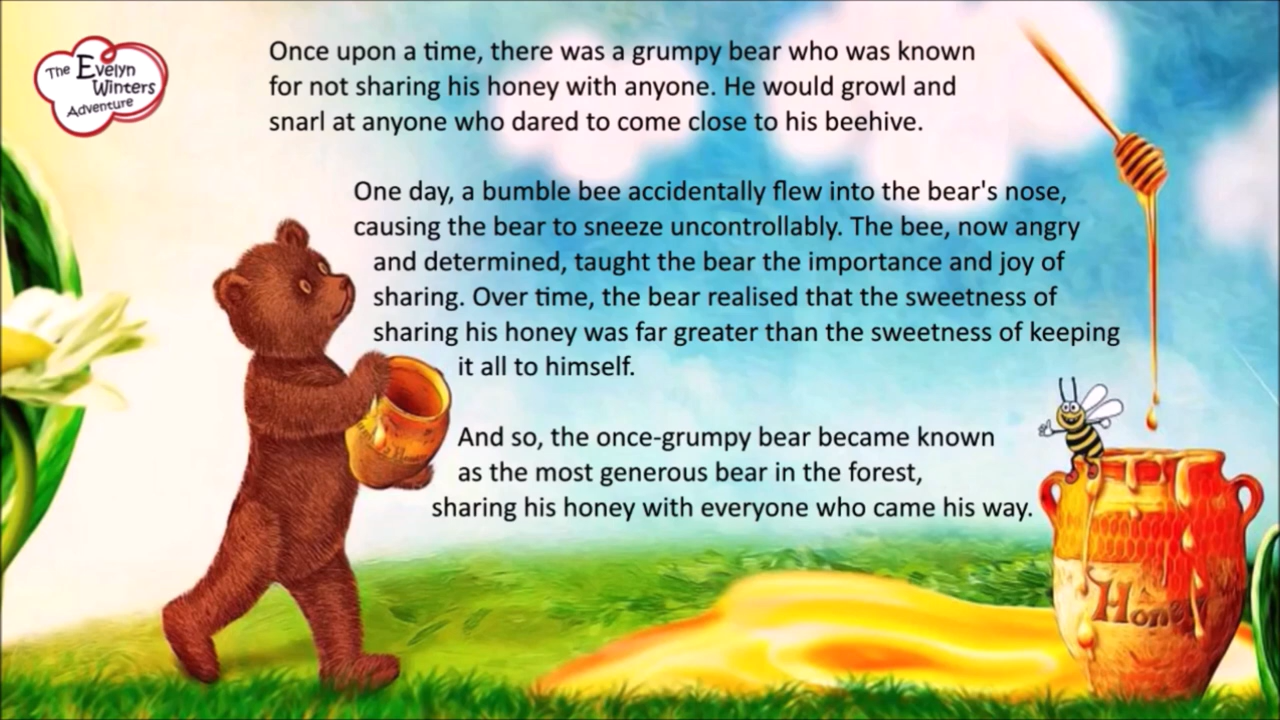 The Evelyn
Winters
Adventure
Once upon a time, there was a grumpy bear who was known
for not sharing his honey with anyone. He would growl and
snarl at anyone who dared to come close to his beehive.
One day, a bumble bee accidentally flew into the bear's nose,
causing the bear to sneeze uncontrollably. The bee, now angry
and determined, taught the bear the importance and joy of
sharing. Over time, the bear realised that the sweetness of
sharing his honey was far greater than the sweetness of keeping
it all to himself.
And so, the once-grumpy bear became known
as the most generous bear in the forest,
sharing his honey with everyone who came his way.
Honey